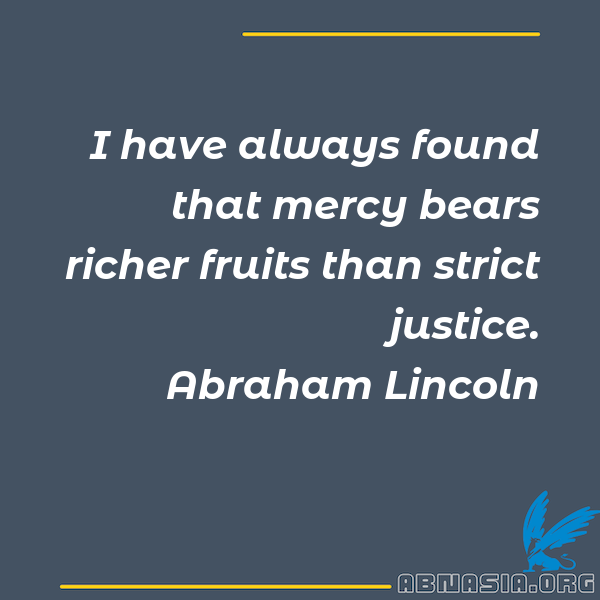 I have always found
that mercy bears
richer fruits than strict
justice.
Abraham Lincoln
ABNASIA.ORG